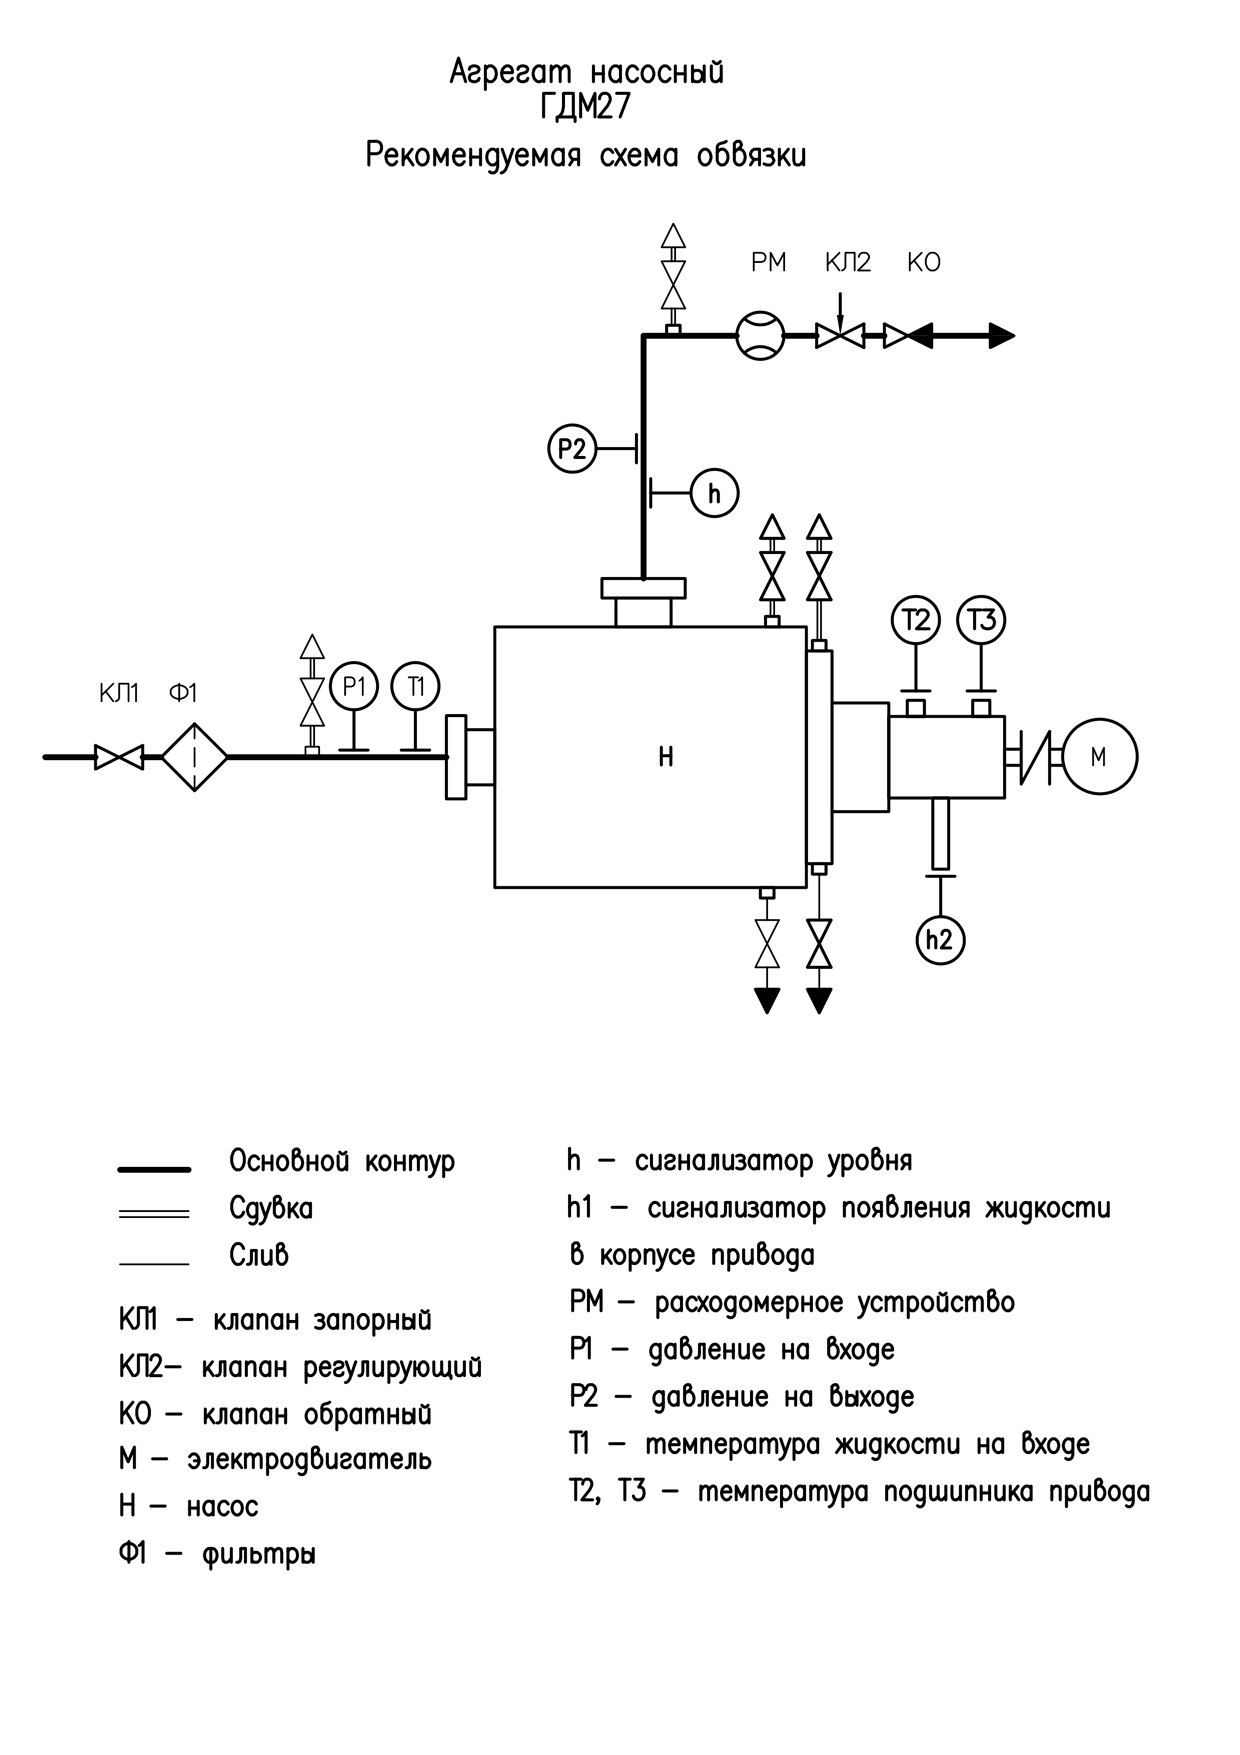 Агрегат насосный
ГДМ27
Рекомендуемая схема обвязки
РМ КЛ2 КО
Р2
h
Т2 Т3
КЛ1 Ф1 Р1 Т1
Н
М
h2
Основной контур
Сдувка
Слив
КЛ1 – клапан запорный
КЛ2– клапан регулирующий
КО – клапан обратный
М – электродвигатель
Н – насос
Ф1 – фильтры
h – сигнализатор уровня
h1 – сигнализатор появления жидкости
в корпусе привода
РМ – расходомерное устройство
Р1 – давление на входе
Р2 – давление на выходе
Т1 – температура жидкости на входе
Т2, Т3 – температура подшипника привода